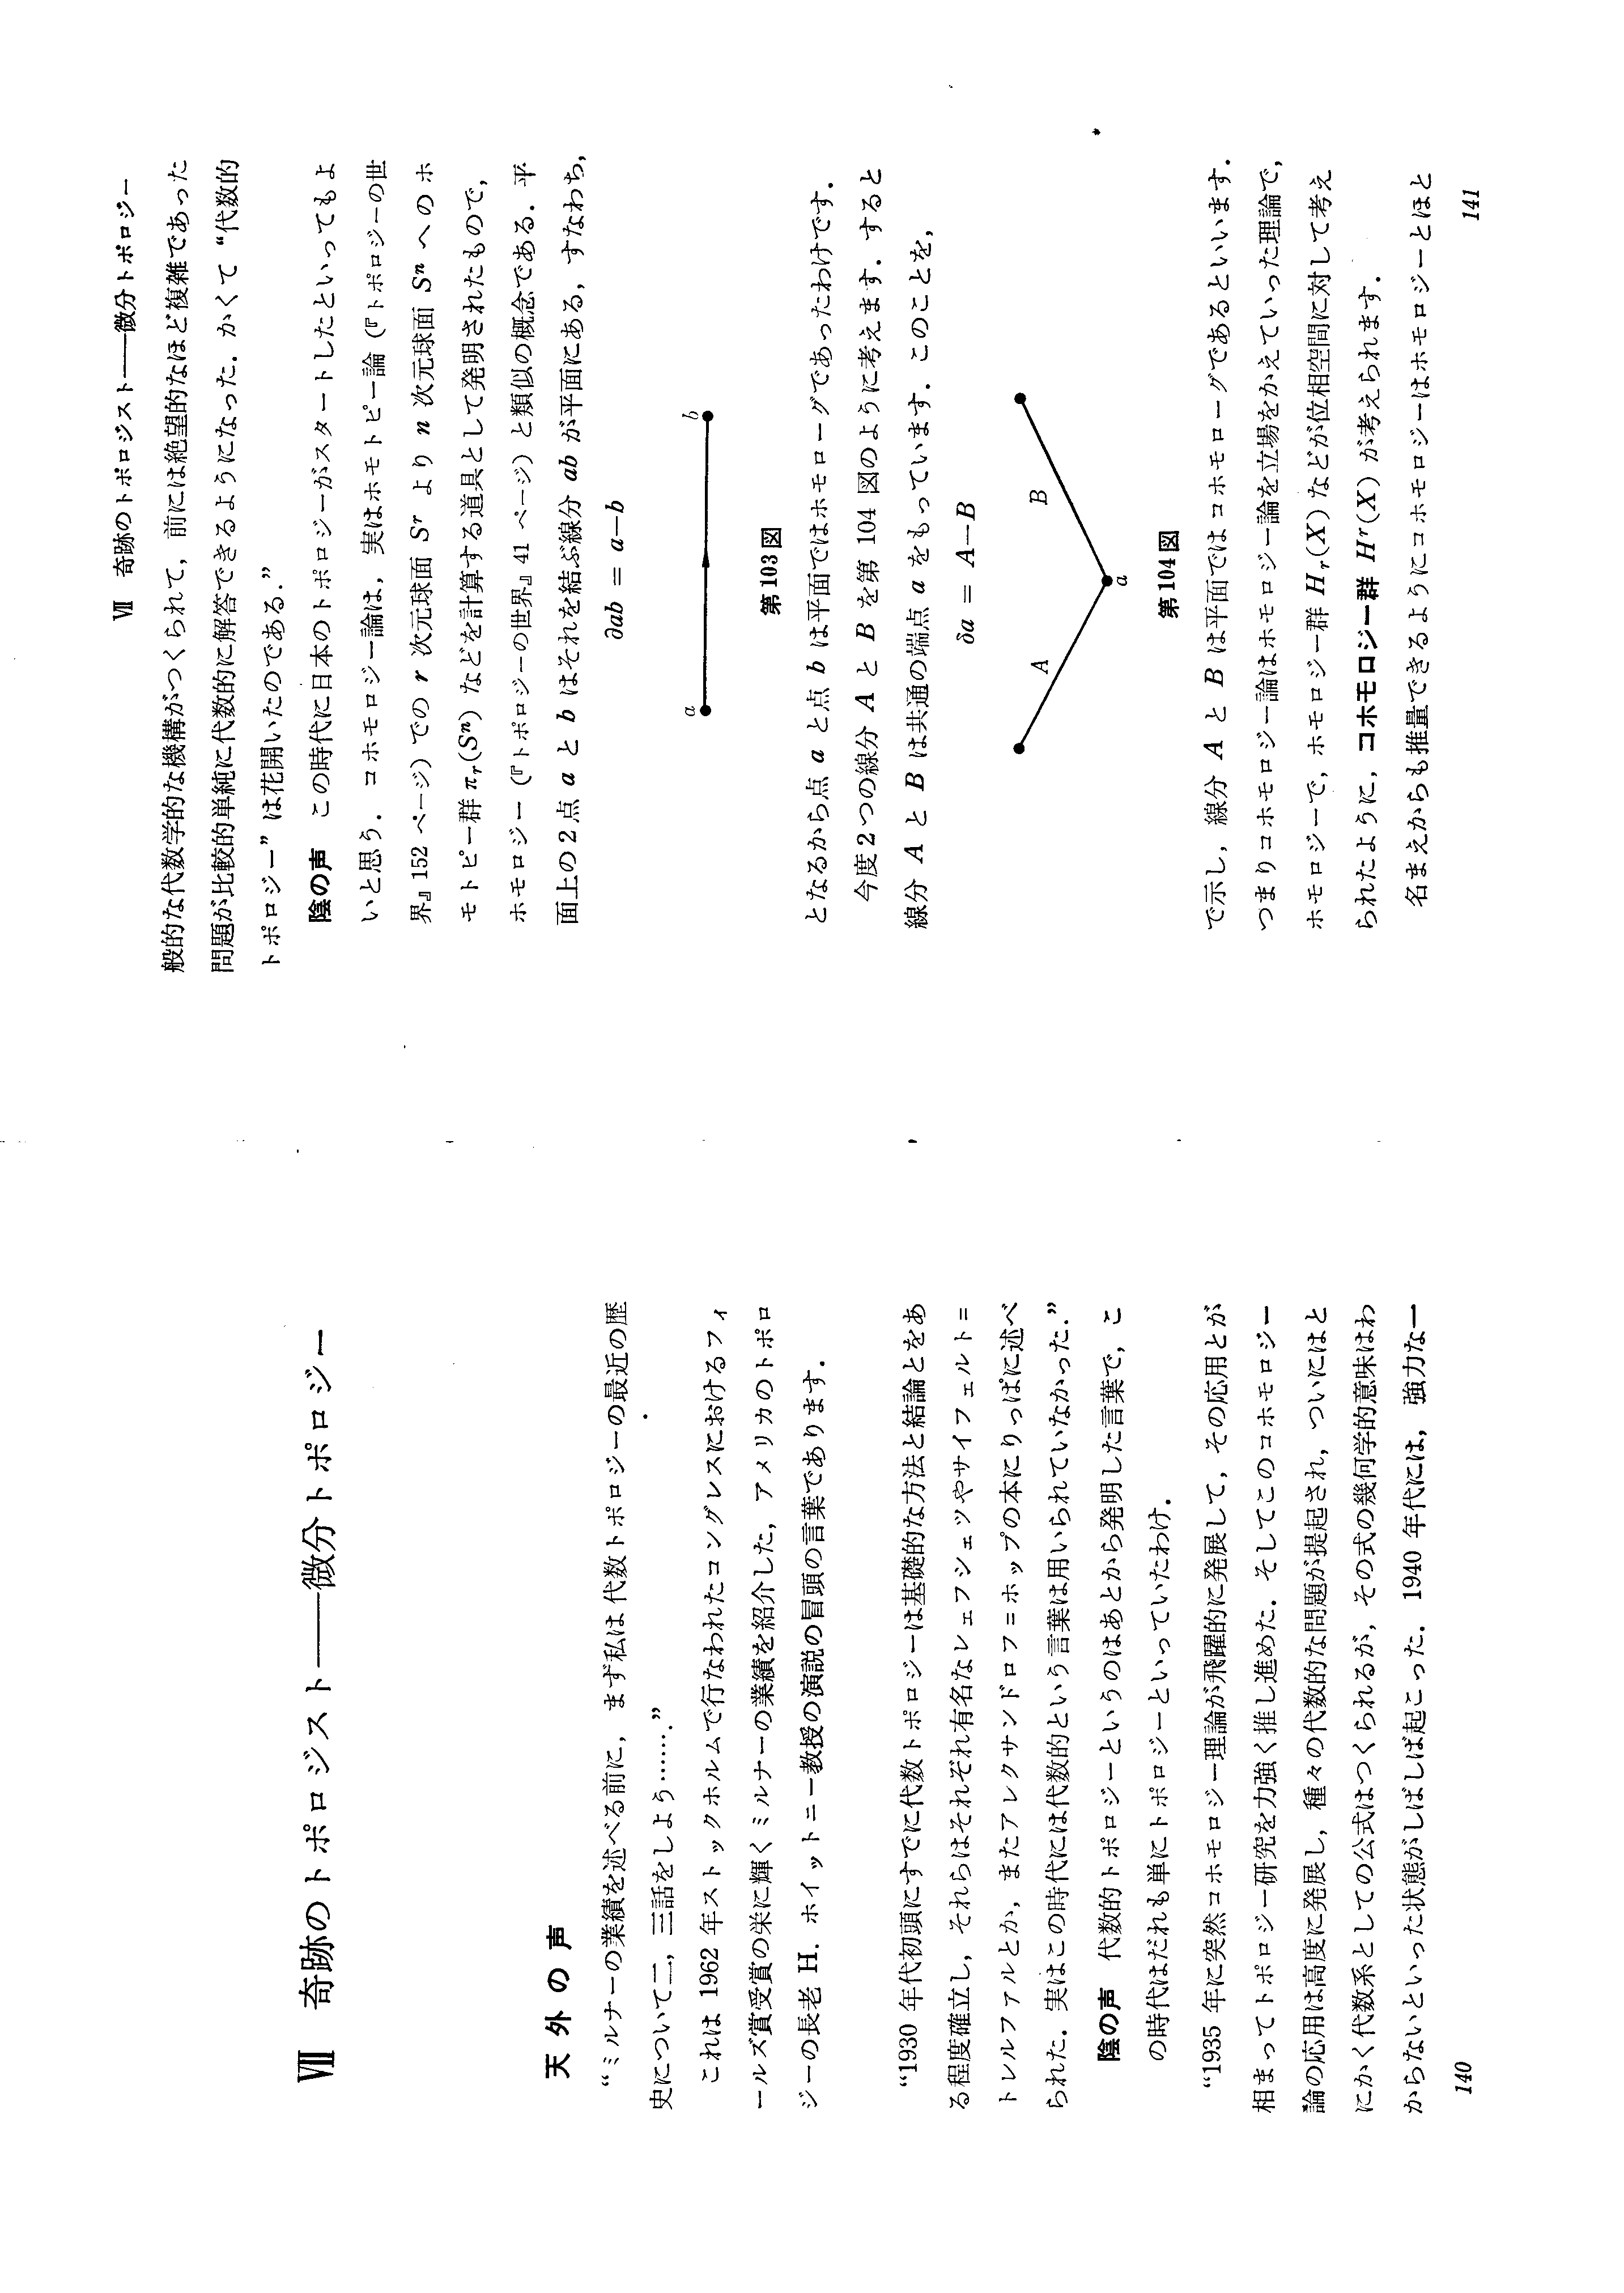 Ⅶ 奇跡のトポロジスト——微分トポロジー
天外の声
“ミルナーの業績を述べる前に，まず私は代数トポロジーの最近の歴
史について二，三話をしよう……．”
これは 1962 年ストックホルムで行なわれたコングレスにおけるフィ
ールズ賞受賞の栄に輝くミルナーの業績を紹介した，アメリカのトポロ
ジーの長老 H. ホイットニー教授の演説の冒頭の言葉であります．
“1930 年代初頭にすでに代数トポロジーは基礎的な方法と結論とをあ
る程度確立し，それらはそれぞれ有名なレェフシェツやサイフェルト＝
トレルファルとか，またアレクサンドロフ＝ホップの本にりっぱに述べ
られた．実はこの時代には代数的という言葉は用いられていなかった．”
陰の声 代数的トポロジーというのはあとから発明した言葉で，こ
の時代はだれも単にトポロジーといっていたわけ．
“1935 年に突然コホモロジー理論が飛躍的に発展して，その応用とが
相まってトポロジー研究を力強く推し進めた．そしてこのコホモロジー
論の応用は高度に発展し，種々の代数的な問題が提起され，ついにはと
にかく代数系としての公式はつくられるが，その式の幾何学的意味はわ
からないといった状態がしばしば起こった．1940 年代には，強力な一
140
Ⅶ 奇跡のトポロジスト——微分トポロジー
般的な代数学的な機構がつくられて，前には絶望的なほど複雑であった
問題が比較的単純に代数的に解答できるようになった．かくて“代数的
トポロジー”は花開いたのである．”
陰の声 この時代に日本のトポロジーがスタートしたといってもよ
いと思う．コホモロジー論は，実はホモトピー論（『トポロジーの世
界』152 ページ）での r 次元球面 Sʳ より n 次元球面 Sⁿ へのホ
モトピー群 πᵣ(Sⁿ) などを計算する道具として発明されたもので，
ホモロジー（『トポロジーの世界』41 ページ）と類似の概念である．平
面上の2点 a と b はそれを結ぶ線分 ab が平面にある，すなわち，
∂ab = a—b
a b
第103図
となるから点 a と点 b は平面ではホモローグであったわけです．
今度2つの線分 A と B を第 104 図のように考えます．すると
線分 A と B は共通の端点 a をもっています．このことを，
δa = A—B
A B
a
第104図
で示し，線分 A と B は平面ではコホモローグであるといいます．
つまりコホモロジー論はホモロジー論を立場をかえていった理論で，
ホモロジーで，ホモロジー群 Hᵣ(X) などが位相空間に対して考え
られたように，コホモロジー群 Hʳ(X) が考えられます．
名まえからも推量できるようにコホモロジーはホモロジーとほと
141